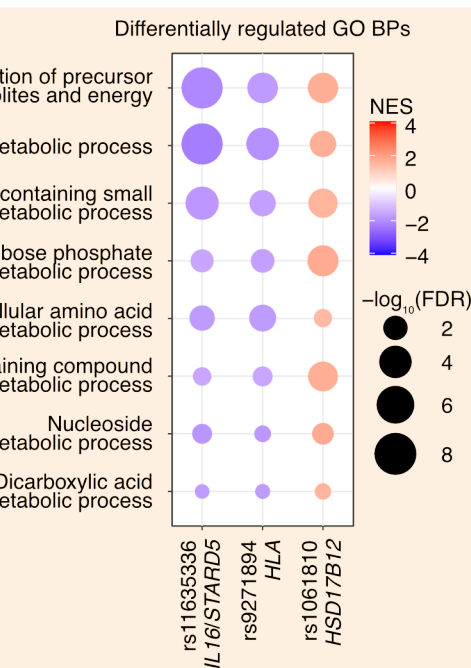 Differentially regulated GO BPs
tion of precursor
olites and energy
etabolic process
containing small
etabolic process
bose phosphate
etabolic process
llular amino acid
etabolic process
ining compound
etabolic process
Nucleoside
etabolic process
Dicarboxylic acid
etabolic process
NES
4
2
0
−2
−4
−log10(FDR)
2
4
6
8
rs11635336
IL16/STARD5
rs9271894
HLA
rs1061810
HSD17B12